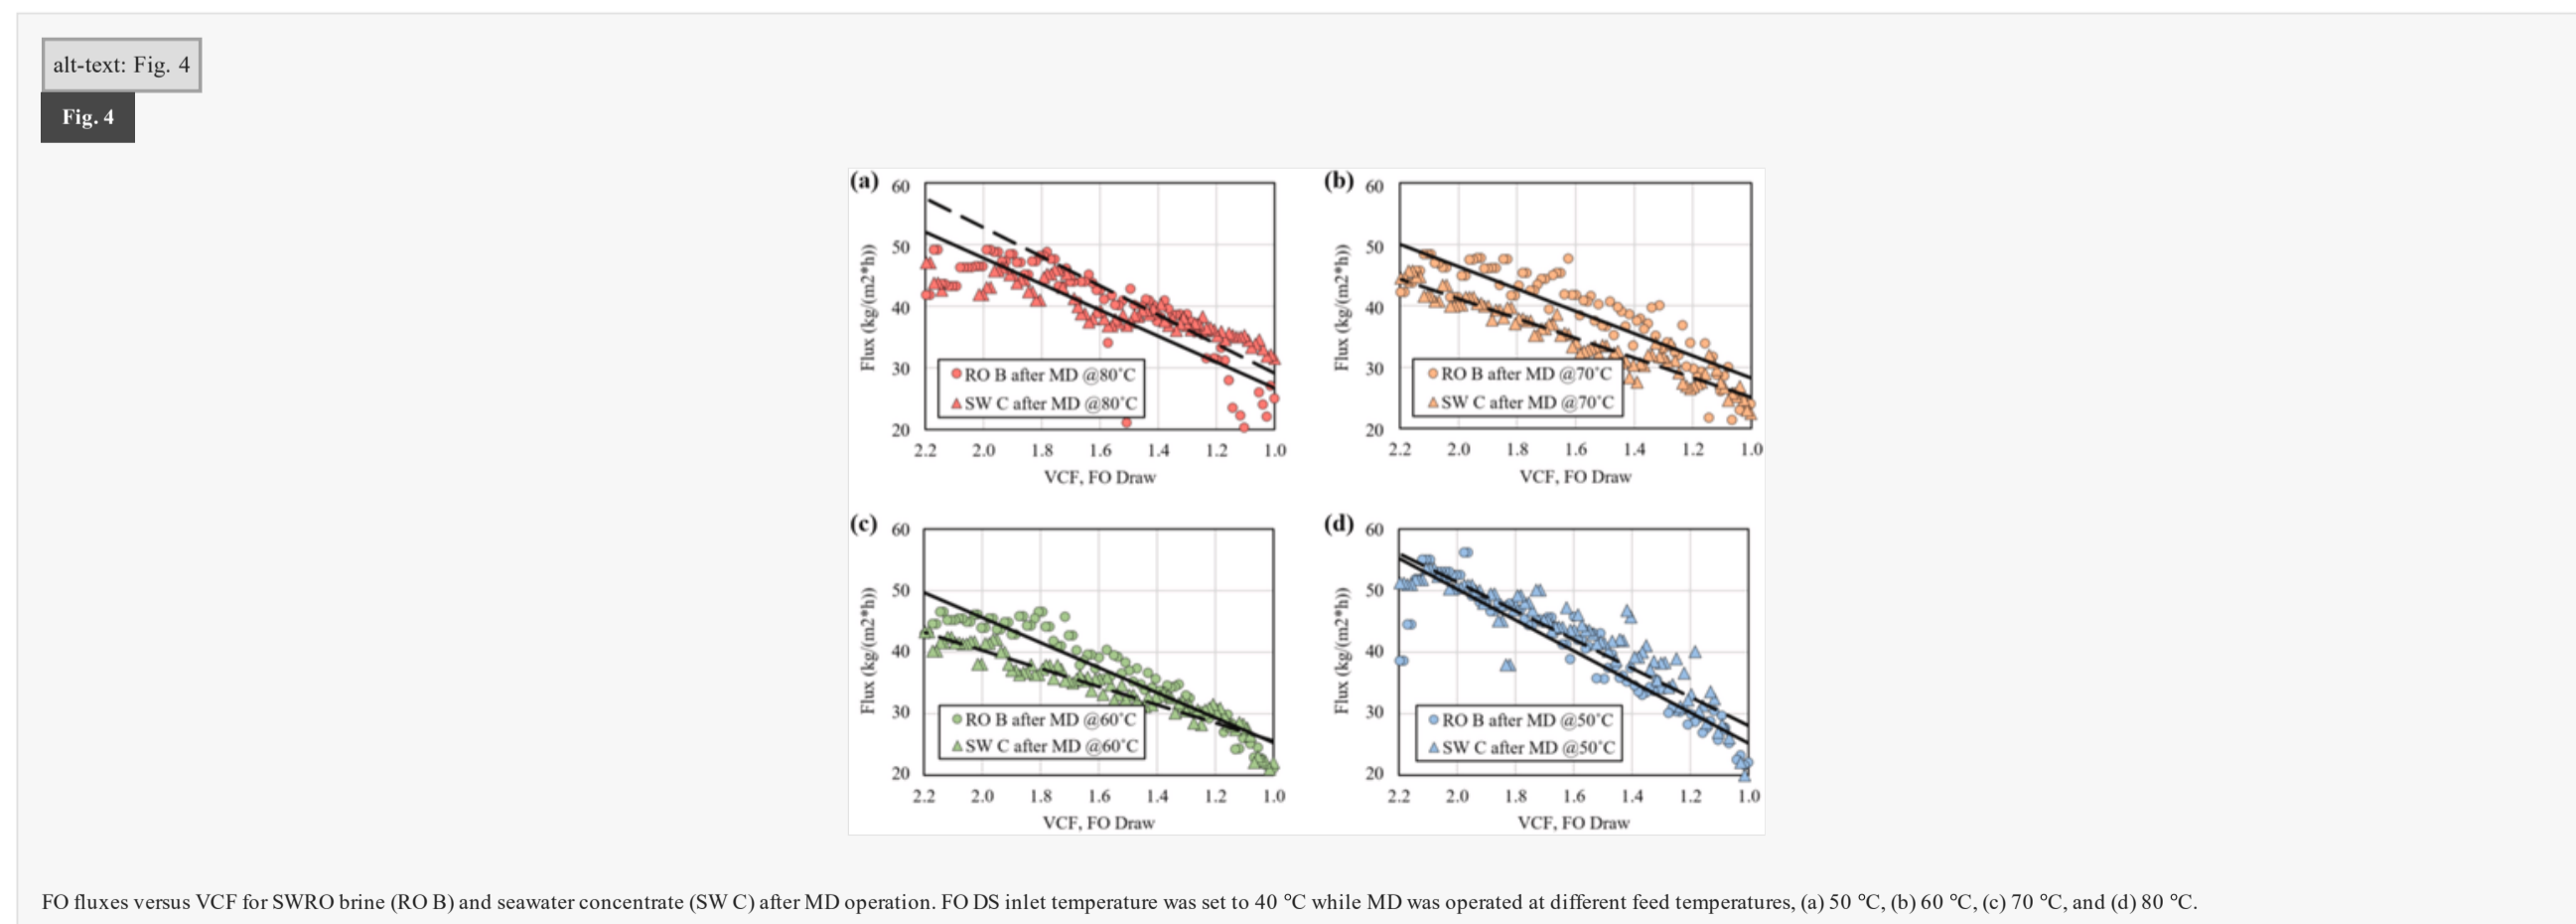 alt-text: Fig. 4
Fig. 4
(a)
60
50
40
30
20
Flux (kg/(m2*h))
RO B after MD @80°C
SW C after MD @80°C
2.2 2.0 1.8 1.6 1.4 1.2 1.0
VCF, FO Draw
(b)
60
50
40
30
20
Flux (kg/(m2*h))
RO B after MD @70°C
SW C after MD @70°C
2.2 2.0 1.8 1.6 1.4 1.2 1.0
VCF, FO Draw
(c)
60
50
40
30
20
Flux (kg/(m2*h))
RO B after MD @60°C
SW C after MD @60°C
2.2 2.0 1.8 1.6 1.4 1.2 1.0
VCF, FO Draw
(d)
60
50
40
30
20
Flux (kg/(m2*h))
RO B after MD @50°C
SW C after MD @50°C
2.2 2.0 1.8 1.6 1.4 1.2 1.0
VCF, FO Draw
FO fluxes versus VCF for SWRO brine (RO B) and seawater concentrate (SW C) after MD operation. FO DS inlet temperature was set to 40 °C while MD was operated at different feed temperatures, (a) 50 °C, (b) 60 °C, (c) 70 °C, and (d) 80 °C.